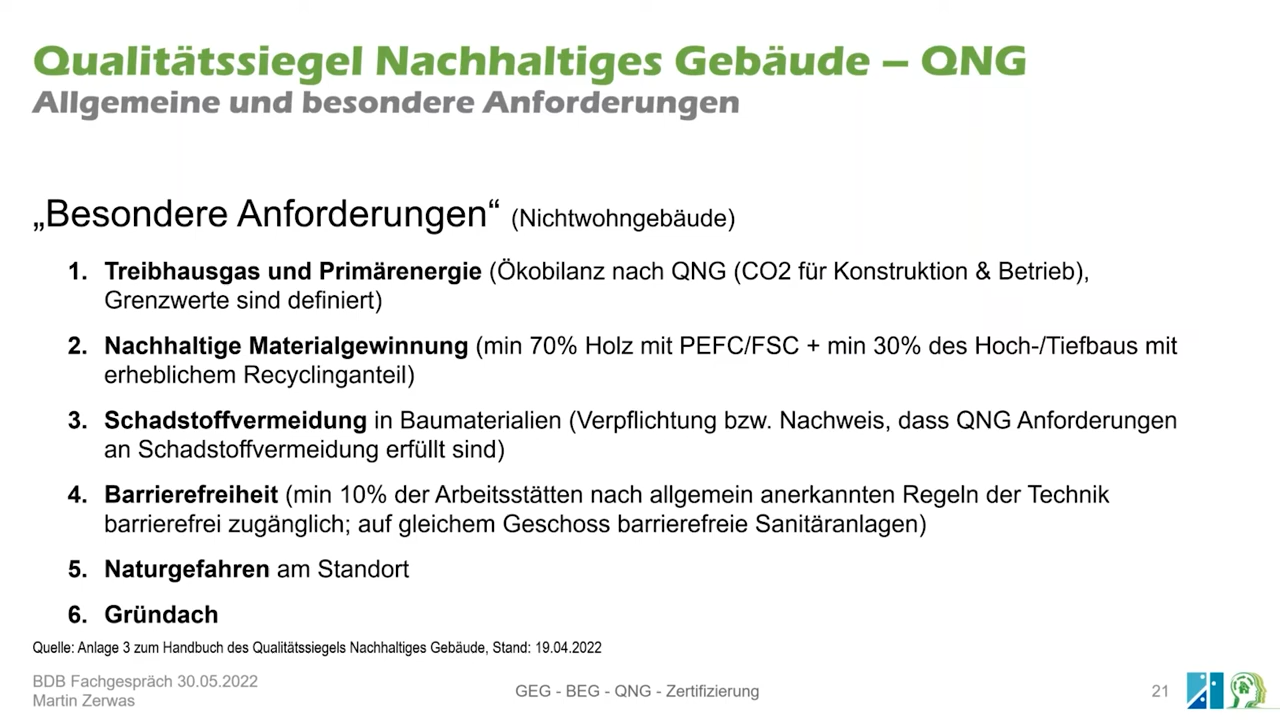 Qualitätssiegel Nachhaltiges Gebäude – QNG
Allgemeine und besondere Anforderungen
„Besondere Anforderungen“ (Nichtwohngebäude)
1. Treibhausgas und Primärenergie (Ökobilanz nach QNG (CO2 für Konstruktion & Betrieb),
Grenzwerte sind definiert)
2. Nachhaltige Materialgewinnung (min 70% Holz mit PEFC/FSC + min 30% des Hoch-/Tiefbaus mit
erheblichem Recyclinganteil)
3. Schadstoffvermeidung in Baumaterialien (Verpflichtung bzw. Nachweis, dass QNG Anforderungen
an Schadstoffvermeidung erfüllt sind)
4. Barrierefreiheit (min 10% der Arbeitsstätten nach allgemein anerkannten Regeln der Technik
barrierefrei zugänglich; auf gleichem Geschoss barrierefreie Sanitäranlagen)
5. Naturgefahren am Standort
6. Gründach
Quelle: Anlage 3 zum Handbuch des Qualitätssiegels Nachhaltiges Gebäude, Stand: 19.04.2022
BDB Fachgespräch 30.05.2022
Martin Zerwas
GEG - BEG - QNG - Zertifizierung
21